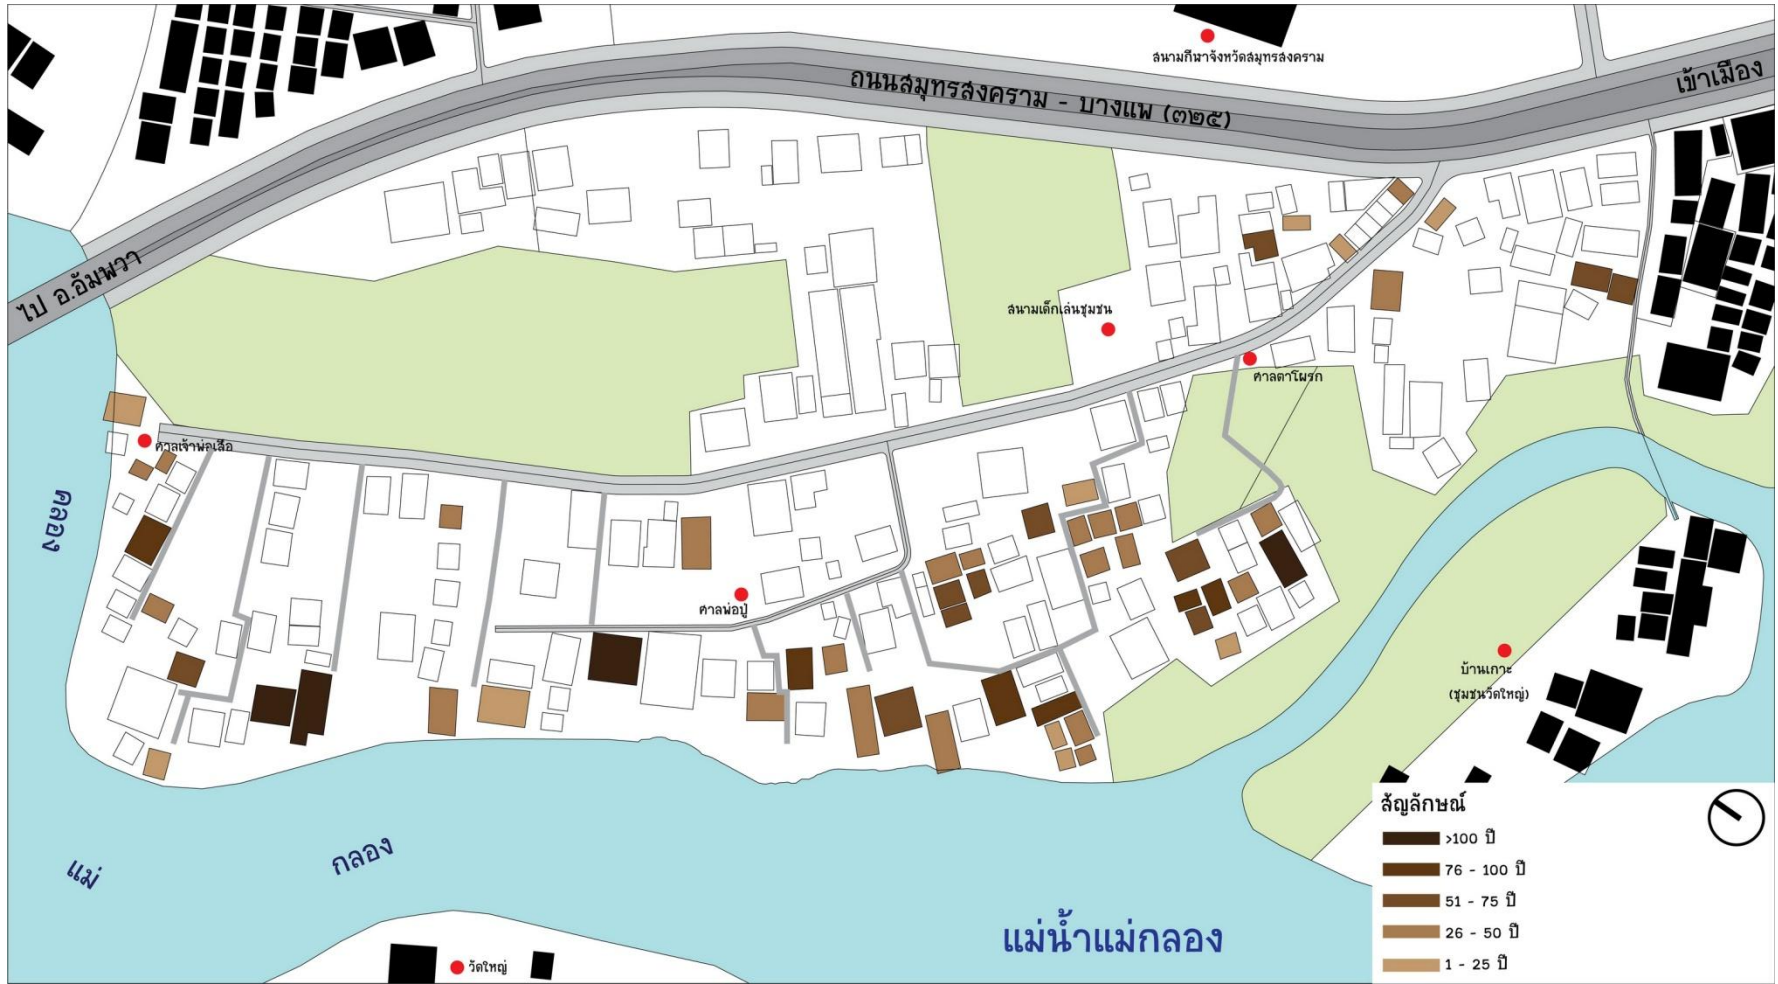 สนามกีฬาจังหวัดสมุทรสงคราม
เข้าเมือง
ถนนสมุทรสงคราม - บางแพ (๓๒๕)
ไป อ.อัมพวา
สนามเด็กเล่นชุมชน
ศาลตาโผรก
ศาลเจ้าพ่อเสือ
คลอง
ศาลพ่อปู่
บ้านเกาะ
(ชุมชนวัดใหญ่)
แม่
กลอง
แม่น้ำแม่กลอง
วัดใหญ่
สัญลักษณ์
>100 ปี
76 - 100 ปี
51 - 75 ปี
26 - 50 ปี
1 - 25 ปี